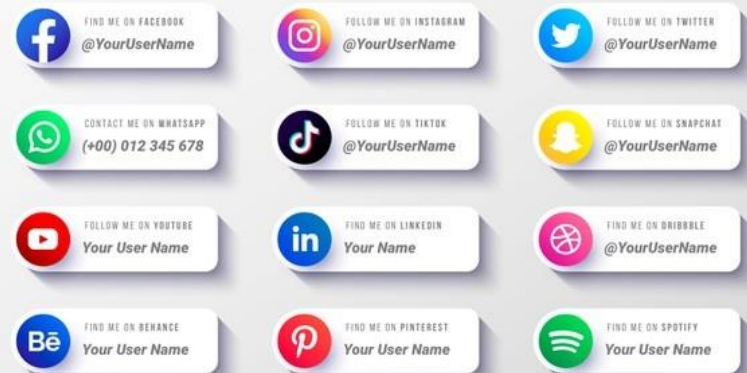 FIND ME ON FACEBOOK
@YourUserName
FOLLOW ME ON INSTAGRAM
@YourUserName
FOLLOW ME ON TWITTER
@YourUserName
CONTACT ME ON WHATSAPP
(+00) 012 345 678
FOLLOW ME ON TIKTOK
@YourUserName
FOLLOW ME ON SNAPCHAT
@YourUserName
FOLLOW ME ON YOUTUBE
Your User Name
in
FIND ME ON LINKEDIN
Your Name
FIND ME ON DRIBBBLE
@YourUserName
Bē
FIND ME ON BEHANCE
Your User Name
FIND ME ON PINTEREST
Your User Name
FIND ME ON SPOTIFY
Your User Name